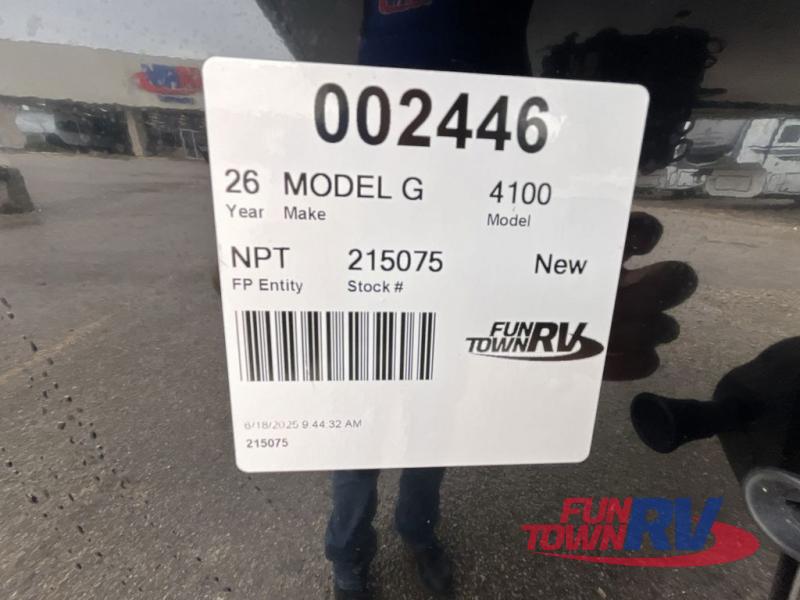 002446
26 MODEL G 4100
Year Make Model
NPT 215075 New
FP Entity Stock #
FUN
TOWN RV
6/18/2025 9:44:32 AM
215075
FUN
TOWN RV